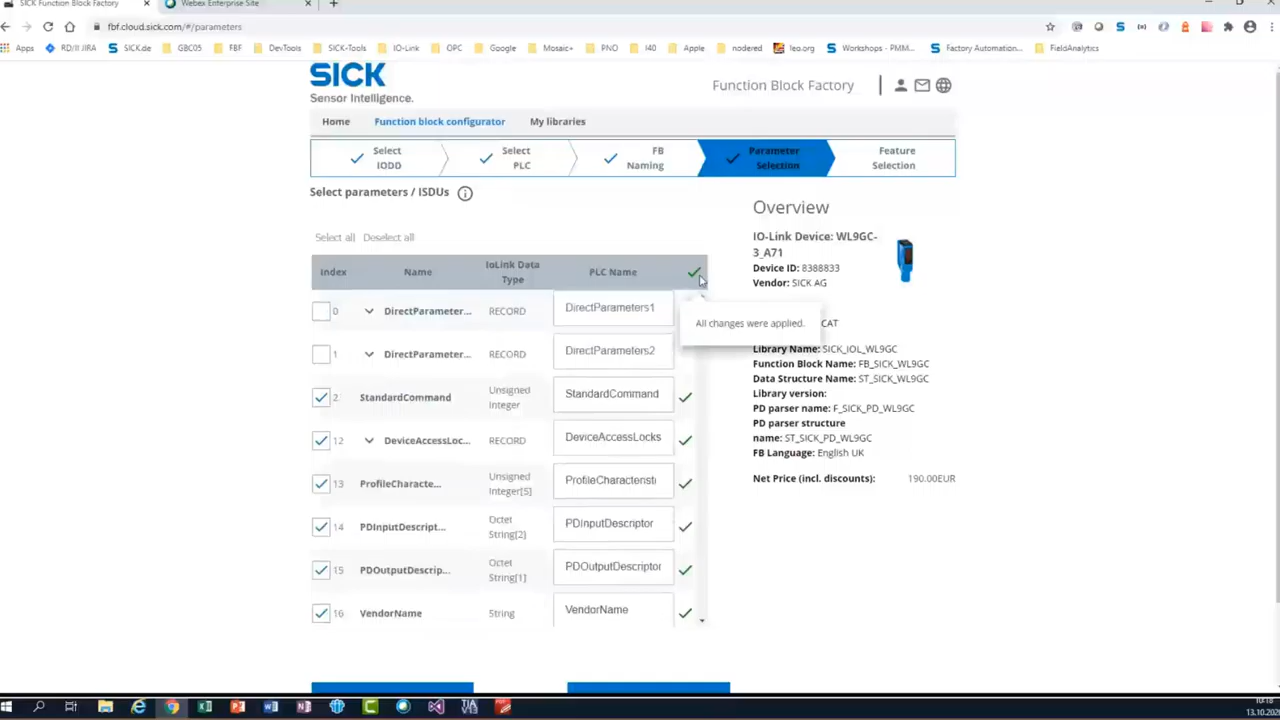 SICK Function Block Factory
Webex Enterprise Site
fbf.cloud.sick.com/#/parameters
Apps
RD/II JIRA
SICK.de
GBC05
FBF
DevTools
SICK-Tools
IO-Link
OPC
Google
Mosaic+
PNO
I40
Apple
nodered
leo.org
Workshops - PMM...
Factory Automation...
FieldAnalytics
SICK
Sensor Intelligence.
Function Block Factory
Home
Function block configurator
My libraries
Select
IODD
Select
PLC
FB
Naming
Parameter
Selection
Feature
Selection
Select parameters / ISDUs
Select all
Deselect all
Index
Name
IoLink Data
Type
PLC Name
0
DirectParameter...
RECORD
DirectParameters1
1
DirectParameter...
RECORD
DirectParameters2
2
StandardCommand
Unsigned
Integer
StandardCommand
12
DeviceAccessLoc...
RECORD
DeviceAccessLocks
13
ProfileCharacte...
Unsigned
Integer[5]
ProfileCharacterist
14
PDInputDescript...
Octet
String[2]
PDInputDescriptor
15
PDOutputDescrip...
Octet
String[1]
PDOutputDescriptor
16
VendorName
String
VendorName
All changes were applied.
Overview
IO-Link Device: WL9GC-
3_A71
Device ID: 8388833
Vendor: SICK AG
CAT
Library Name: SICK_IOL_WL9GC
Function Block Name: FB_SICK_WL9GC
Data Structure Name: ST_SICK_WL9GC
Library version:
PD parser name: F_SICK_PD_WL9GC
PD parser structure
name: ST_SICK_PD_WL9GC
FB Language: English UK
Net Price (incl. discounts): 190.00EUR
10:18
13.10.2020